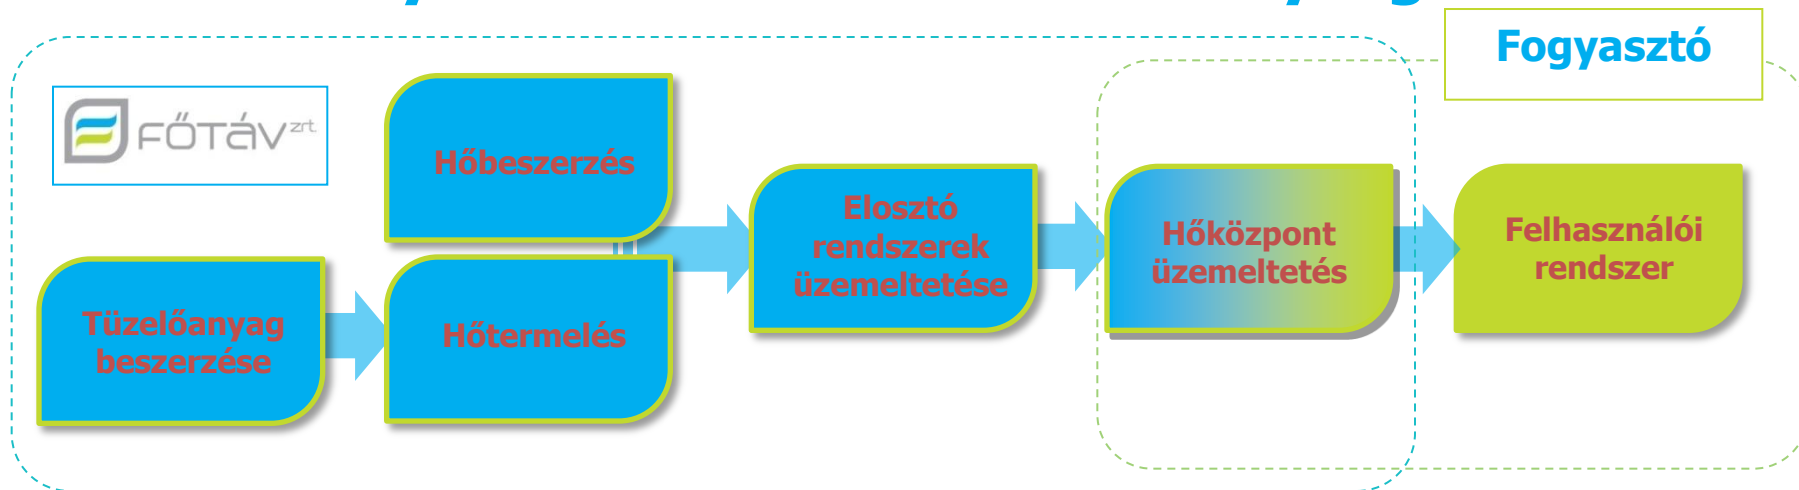 Fogyasztó
FŐTáV zrt.
Hőbeszerzés
Tüzelőanyag
beszerzése
Hőtermelés
Elosztó
rendszerek
üzemeltetése
Hőközpont
üzemeltetés
Felhasználói
rendszer